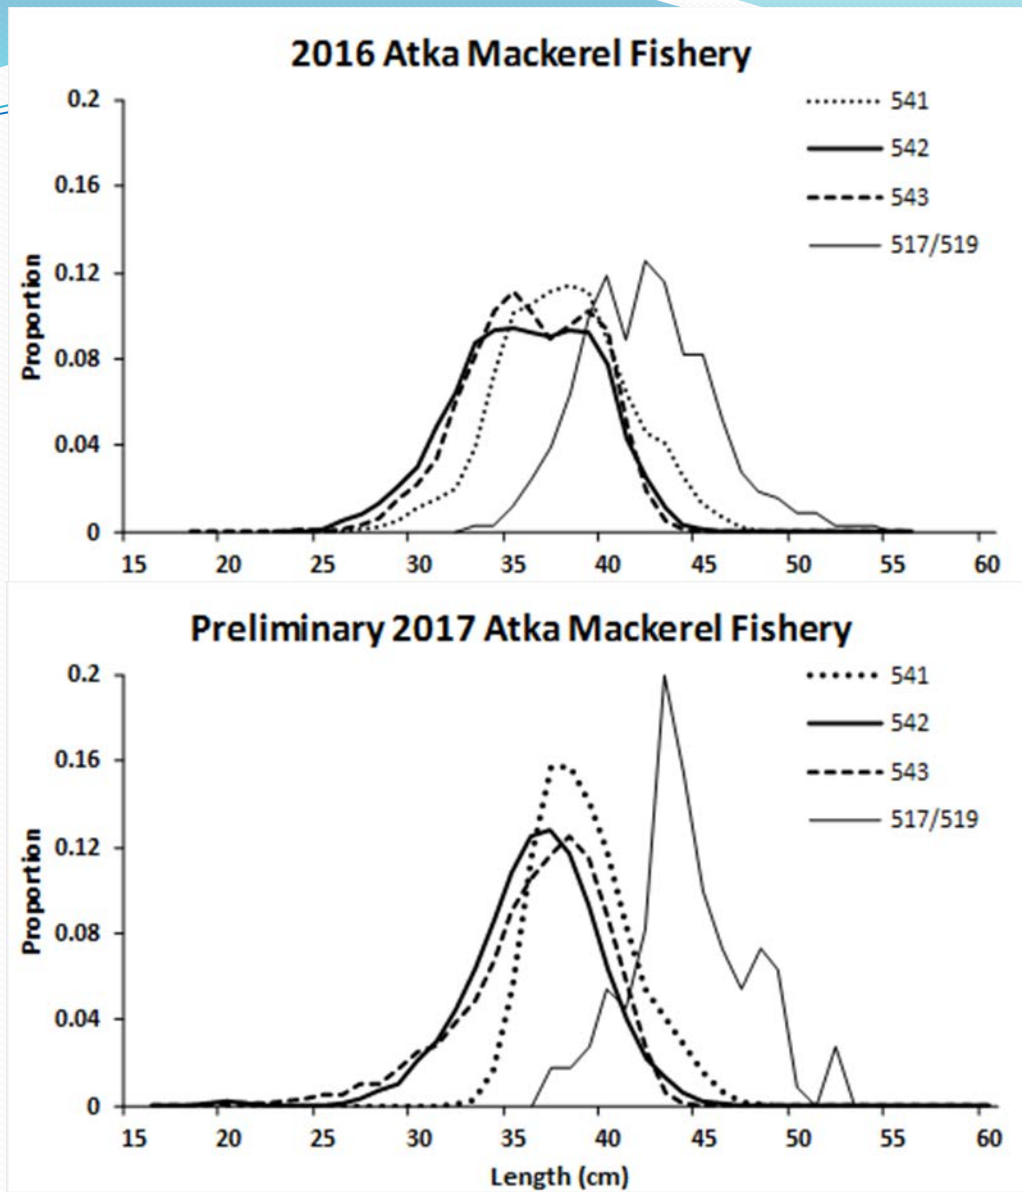 2016 Atka Mackerel Fishery
0.2
0.16
0.12
0.08
0.04
0
Proportion
541
542
543
517/519
15 20 25 30 35 40 45 50 55 60
Preliminary 2017 Atka Mackerel Fishery
0.2
0.16
0.12
0.08
0.04
0
Proportion
541
542
543
517/519
15 20 25 30 35 40 45 50 55 60
Length (cm)